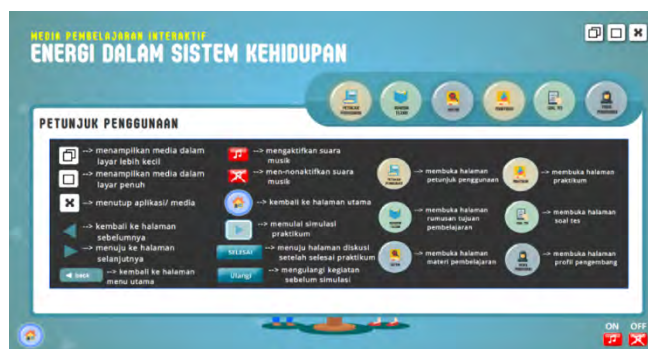 MEDIA PEMBELAJARAN INTERAKTIF
ENERGI DALAM SISTEM KEHIDUPAN
PETUNJUK PENGGUNAAN
--> menampilkan media dalam
layar lebih kecil
--> menampilkan media dalam
layar penuh
--> menutup aplikasi/ media
--> kembali ke halaman
sebelumnya
--> menuju ke halaman
selanjutnya
back
--> kembali ke halaman
menu utama
--> mengaktifkan suara
musik
--> men-nonaktifkan suara
musik
--> kembali ke halaman utama
--> memulai simulasi
praktikum
SELESAI
--> menuju halaman diskusi
setelah selesai praktikum
Utangi
--> mengulangi kegiatan
sebelum simulasi
--> membuka halaman
petunjuk penggunaan
--> membuka halaman
rumusan tujuan
pembelajaran
--> membuka halaman
materi pembelajaran
--> membuka halaman
praktikum
--> membuka halaman
soal tes
--> membuka halaman
profil pengembang
ON OFF